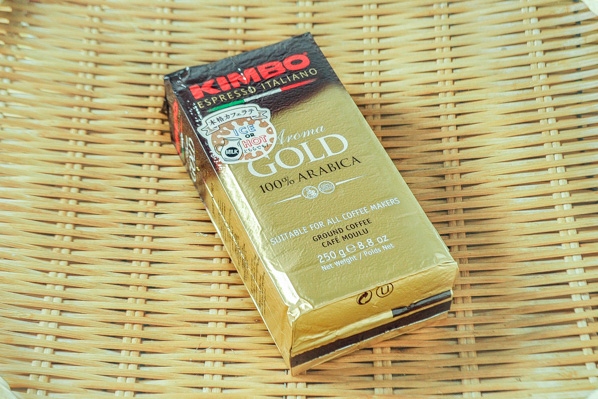 KIMBO
ESPRESSO ITALIANO
本格カフェラテ
ICE
OR
HOT
MILK
Aroma
GOLD
100% ARABICA
SUITABLE FOR ALL COFFEE MAKERS
GROUND COFFEE
CAFÉ MOULU
250 g ℮ 8.8 oz
Net weight / Poids Net
U